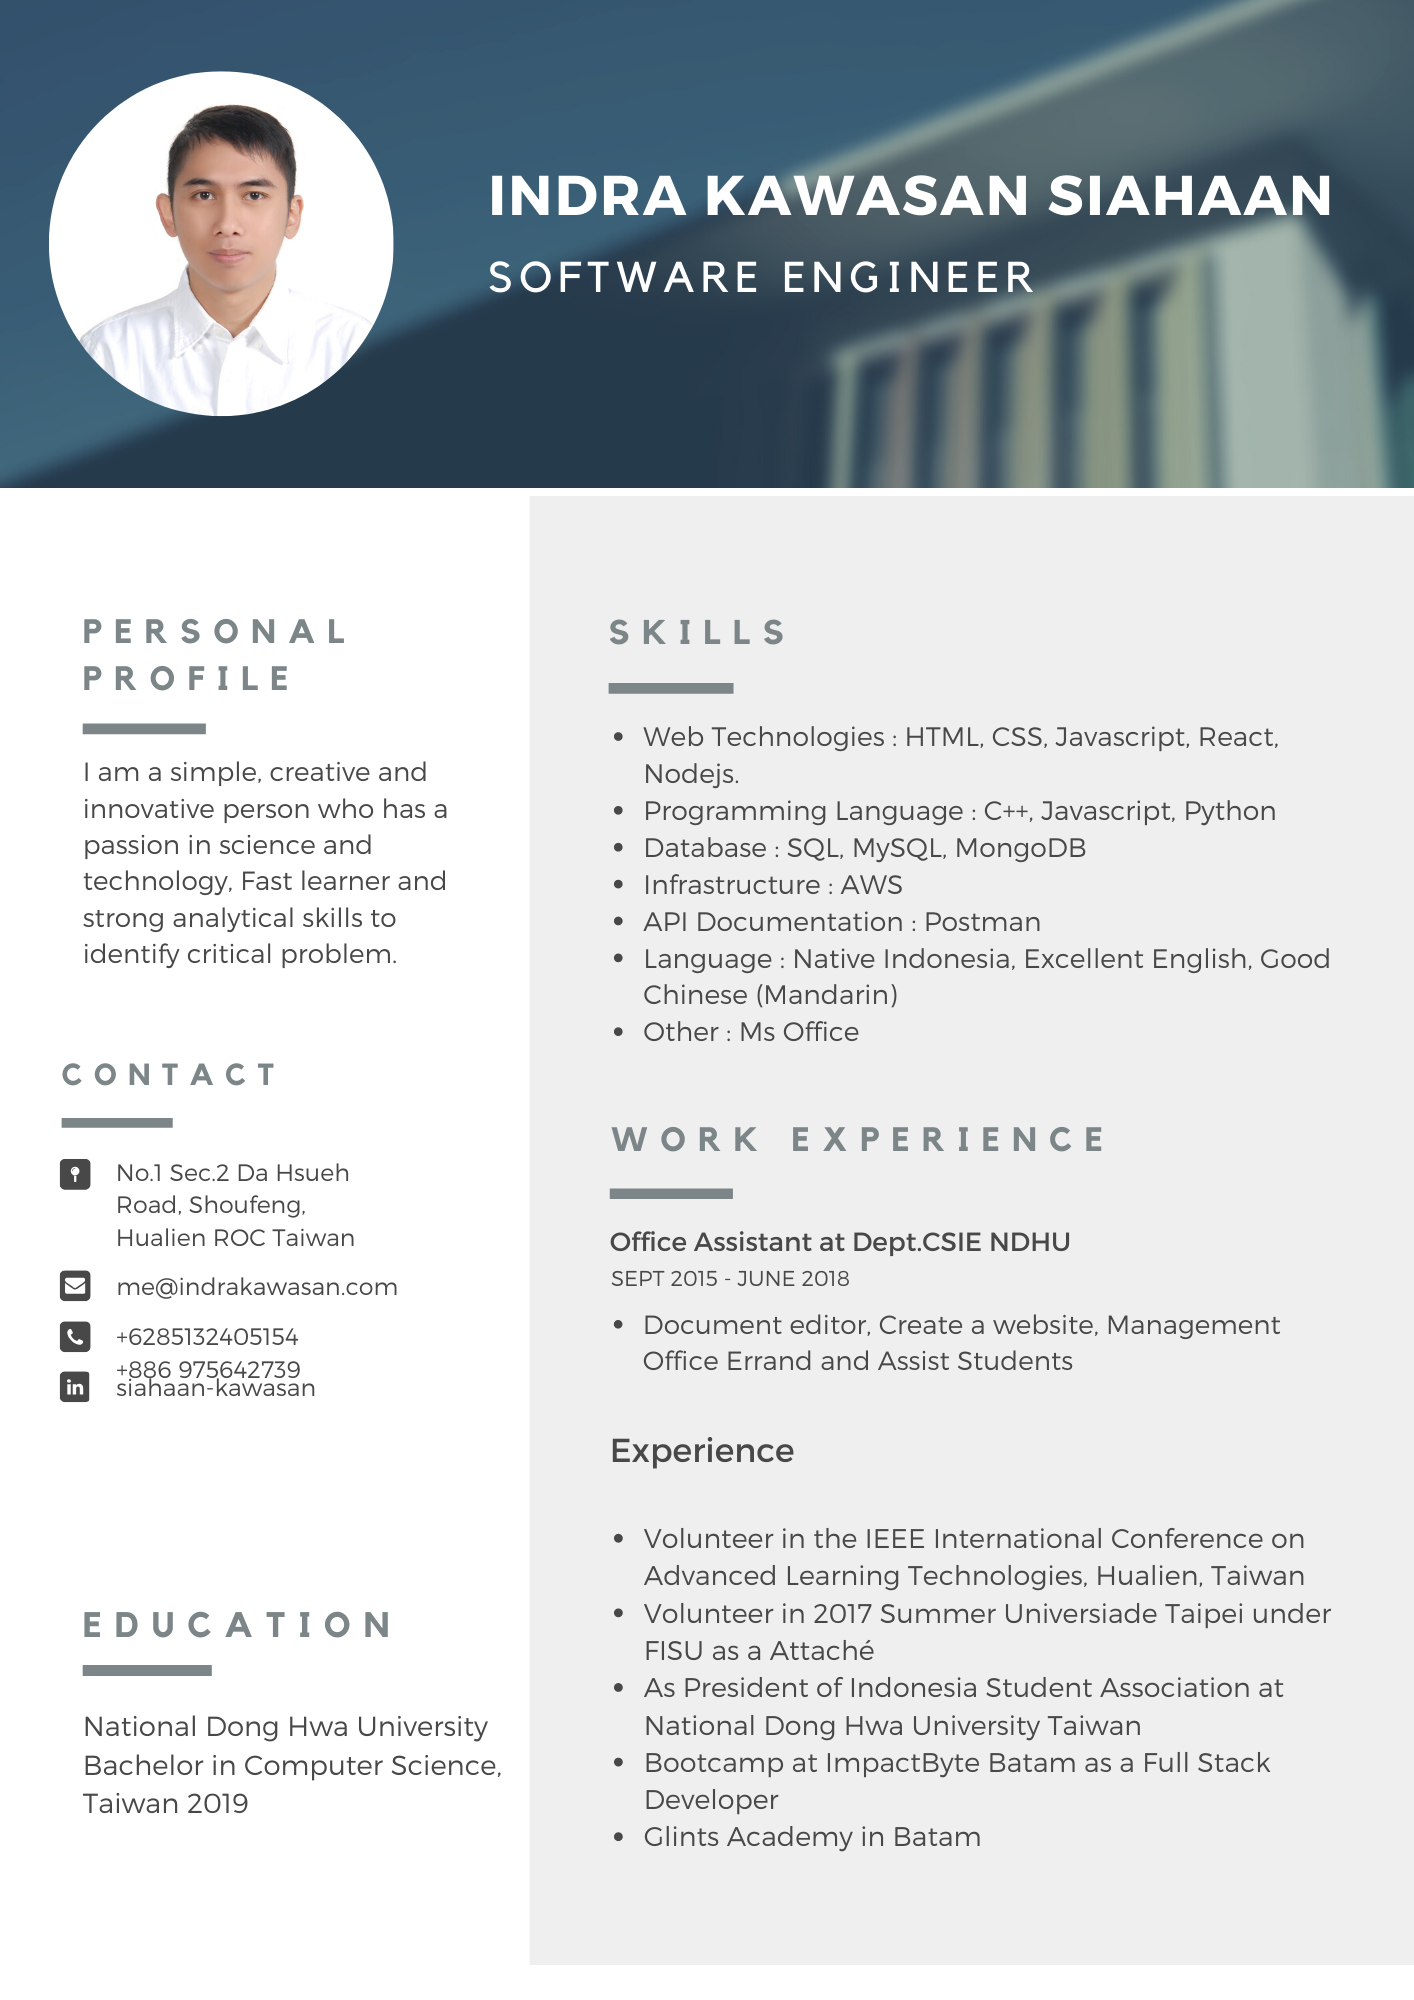 INDRA KAWASAN SIAHAAN
SOFTWARE ENGINEER
PERSONAL
PROFILE
I am a simple, creative and
innovative person who has a
passion in science and
technology, Fast learner and
strong analytical skills to
identify critical problem.
CONTACT
No.1 Sec.2 Da Hsueh
Road, Shoufeng,
Hualien ROC Taiwan
me@indrakawasan.com
+6285132405154
+886 975642739
in siahaan-kawasan
EDUCATION
National Dong Hwa University
Bachelor in Computer Science,
Taiwan 2019
SKILLS
• Web Technologies : HTML, CSS, Javascript, React,
Nodejs.
• Programming Language : C++, Javascript, Python
• Database : SQL, MySQL, MongoDB
• Infrastructure : AWS
• API Documentation : Postman
• Language : Native Indonesia, Excellent English, Good
Chinese (Mandarin)
• Other : Ms Office
WORK EXPERIENCE
Office Assistant at Dept.CSIE NDHU
SEPT 2015 - JUNE 2018
• Document editor, Create a website, Management
Office Errand and Assist Students
Experience
• Volunteer in the IEEE International Conference on
Advanced Learning Technologies, Hualien, Taiwan
• Volunteer in 2017 Summer Universiade Taipei under
FISU as a Attaché
• As President of Indonesia Student Association at
National Dong Hwa University Taiwan
• Bootcamp at ImpactByte Batam as a Full Stack
Developer
• Glints Academy in Batam